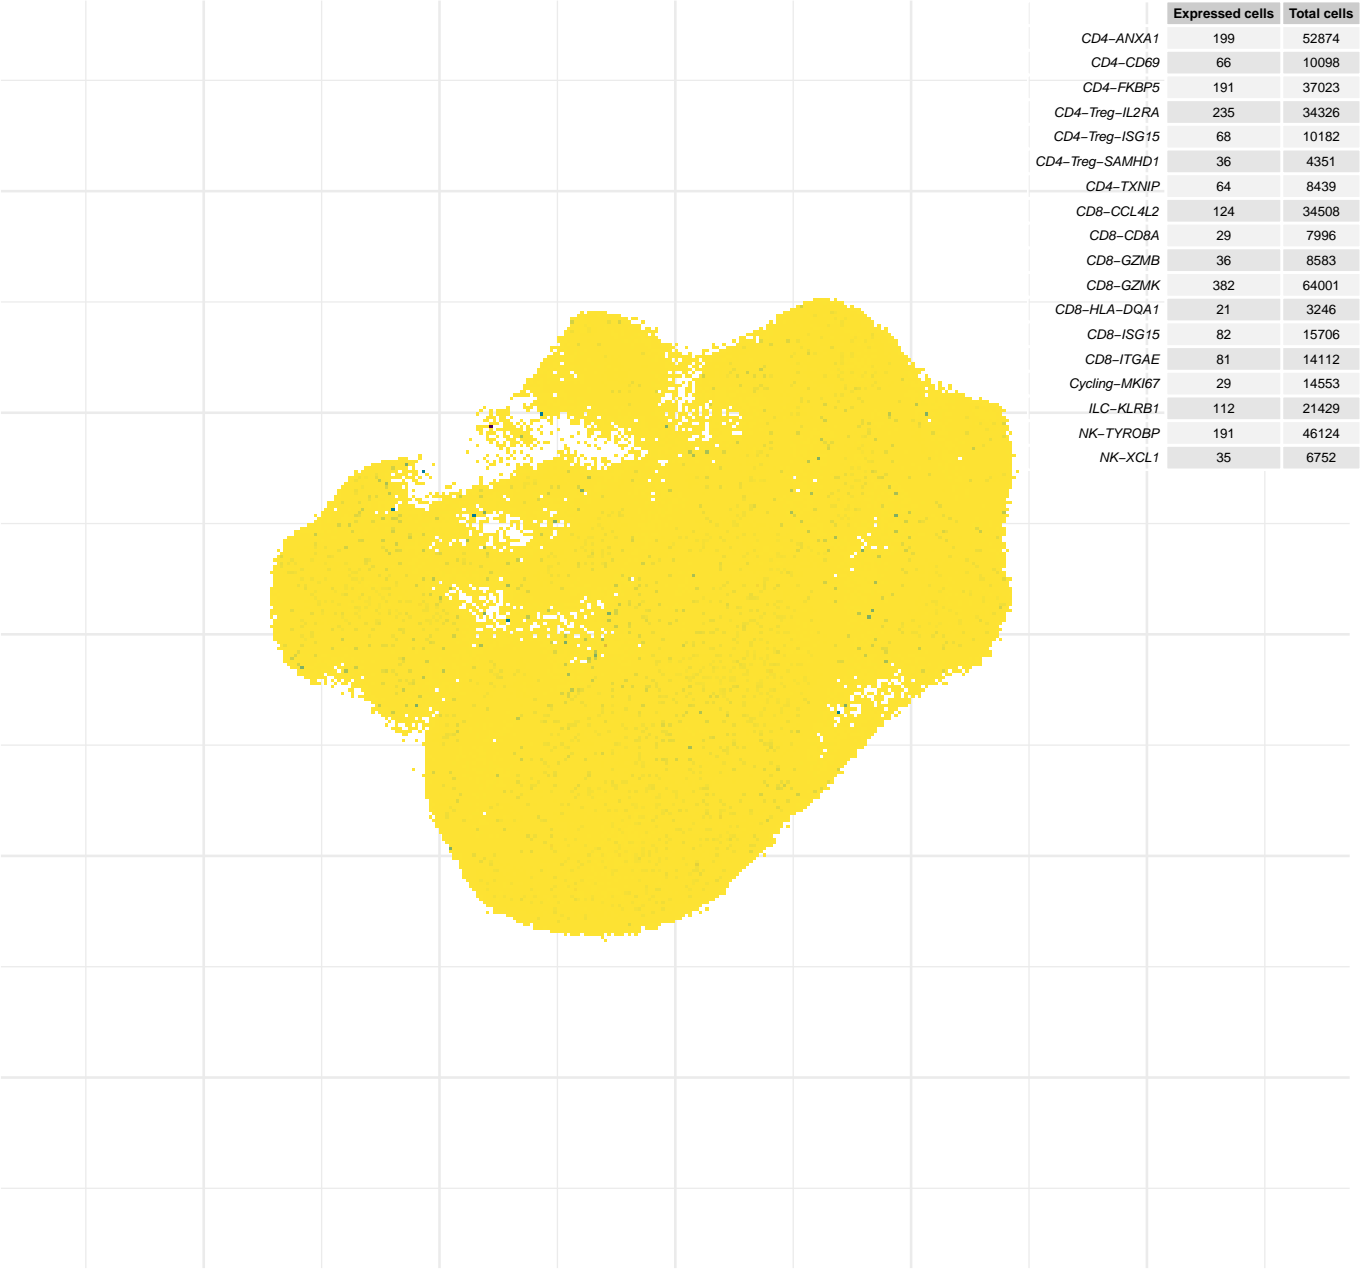 Expressed cells Total cells
CD4−ANXA1 199 52874
CD4−CD69 66 10098
CD4−FKBP5 191 37023
CD4−Treg−IL2RA 235 34326
CD4−Treg−ISG15 68 10182
CD4−Treg−SAMHD1 36 4351
CD4−TXNIP 64 8439
CD8−CCL4L2 124 34508
CD8−CD8A 29 7996
CD8−GZMB 36 8583
CD8−GZMK 382 64001
CD8−HLA−DQA1 21 3246
CD8−ISG15 82 15706
CD8−ITGAE 81 14112
Cycling−MKI67 29 14553
ILC−KLRB1 112 21429
NK−TYROBP 191 46124
NK−XCL1 35 6752